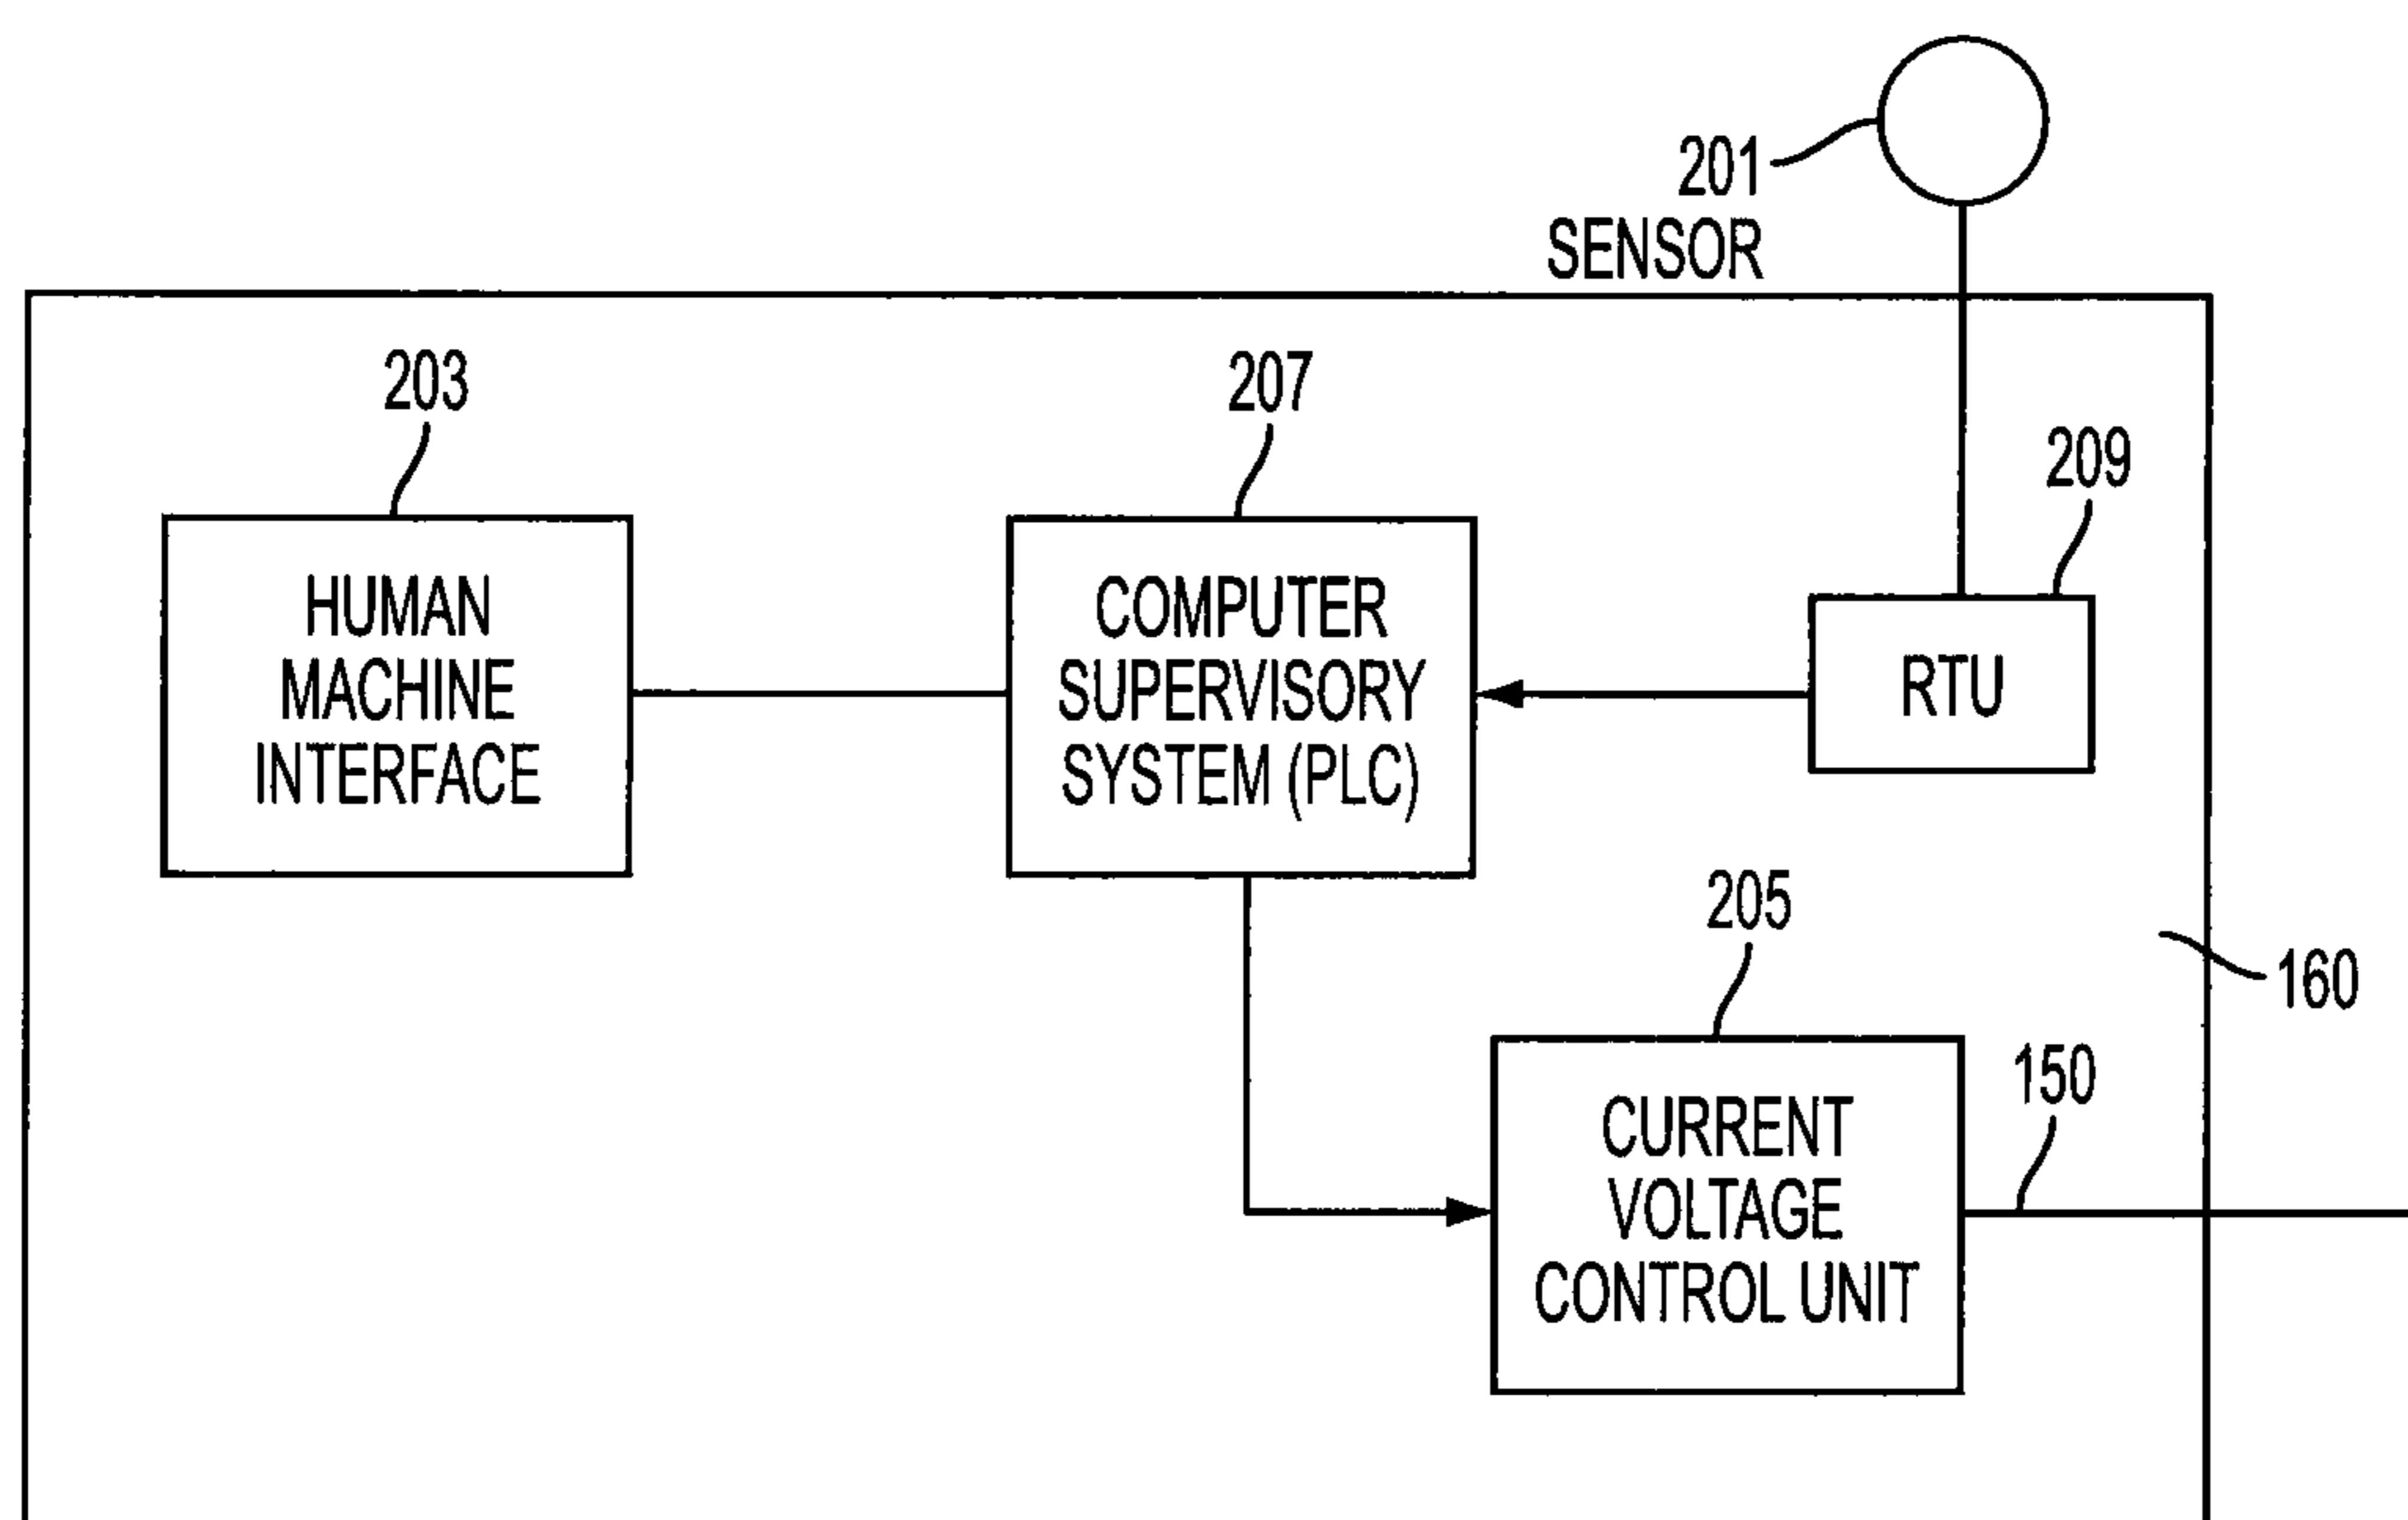 201
SENSOR
203
207
209
HUMAN
MACHINE
INTERFACE
COMPUTER
SUPERVISORY
SYSTEM (PLC)
RTU
205
160
150
CURRENT
VOLTAGE
CONTROL UNIT